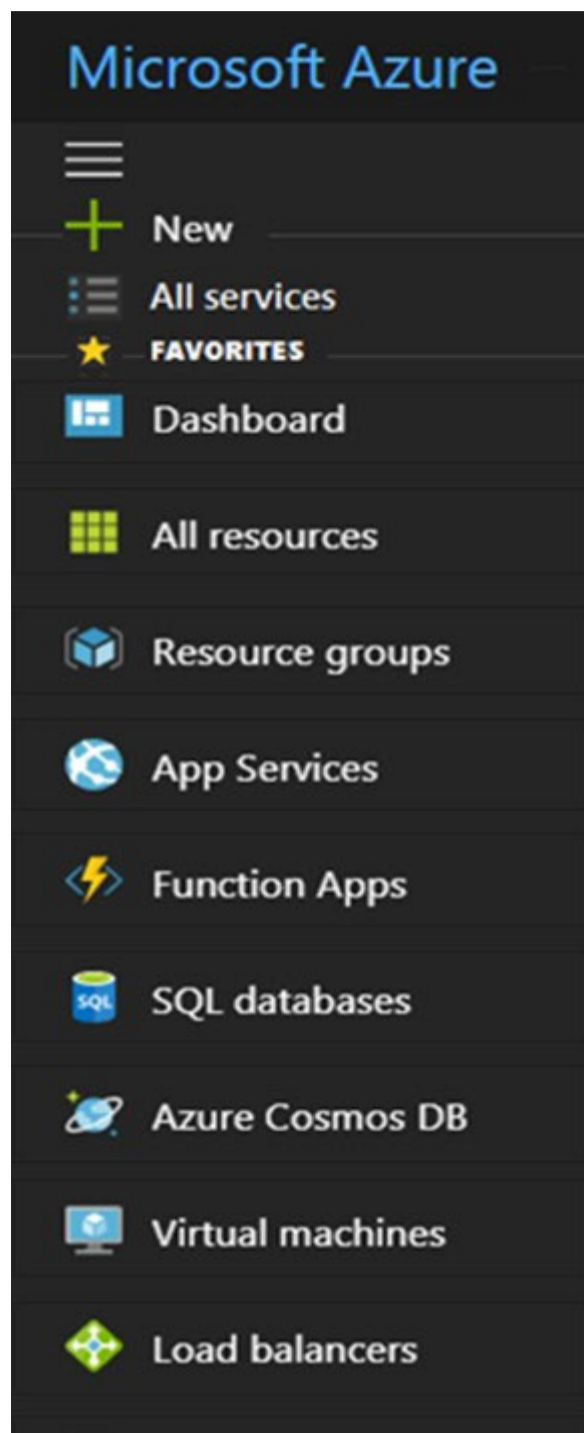 Microsoft Azure
New
All services
FAVORITES
Dashboard
All resources
Resource groups
App Services
Function Apps
SQL
SQL databases
Azure Cosmos DB
Virtual machines
Load balancers